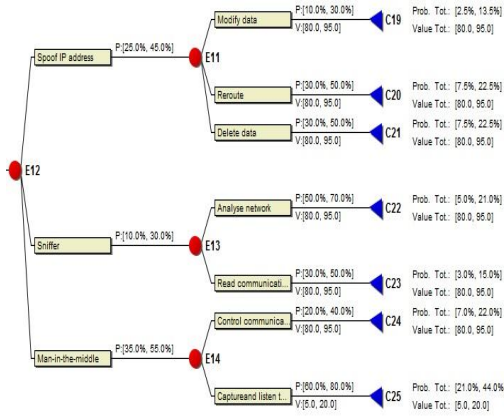 Modify data P:[10.0%, 30.0%] V:[80.0, 95.0] C19 Prob. Tot.: [2.5%, 13.5%] Value Tot.: [80.0, 95.0]
Spoof IP address P:[25.0%, 45.0%] E11
Reroute P:[30.0%, 50.0%] V:[80.0, 95.0] C20 Prob. Tot.: [7.5%, 22.5%] Value Tot.: [80.0, 95.0]
Delete data P:[30.0%, 50.0%] V:[80.0, 95.0] C21 Prob. Tot.: [7.5%, 22.5%] Value Tot.: [80.0, 95.0]
E12
Analyse network P:[50.0%, 70.0%] V:[80.0, 95.0] C22 Prob. Tot.: [5.0%, 21.0%] Value Tot.: [80.0, 95.0]
Sniffer P:[10.0%, 30.0%] E13
Read communicati... P:[30.0%, 50.0%] V:[80.0, 95.0] C23 Prob. Tot.: [3.0%, 15.0%] Value Tot.: [80.0, 95.0]
Control communica... P:[20.0%, 40.0%] V:[80.0, 95.0] C24 Prob. Tot.: [7.0%, 22.0%] Value Tot.: [80.0, 95.0]
Man-in-the-middle P:[35.0%, 55.0%] E14
Captureand listen t... P:[60.0%, 80.0%] V:[5.0, 20.0] C25 Prob. Tot.: [21.0%, 44.0%] Value Tot.: [5.0, 20.0]